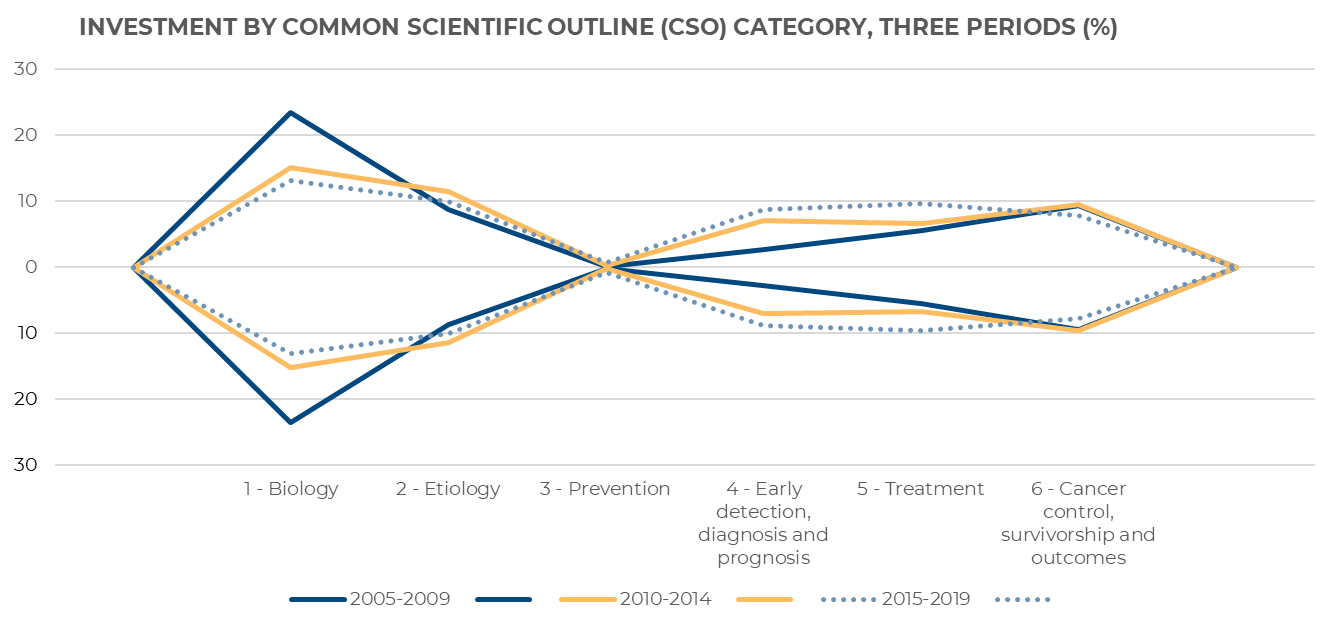 INVESTMENT BY COMMON SCIENTIFIC OUTLINE (CSO) CATEGORY, THREE PERIODS (%)
30
20
10
0
10
20
30
1 - Biology
2 - Etiology
3 - Prevention
4 - Early
detection,
diagnosis and
prognosis
5 - Treatment
6 - Cancer
control,
survivorship and
outcomes
2005-2009
2010-2014
2015-2019